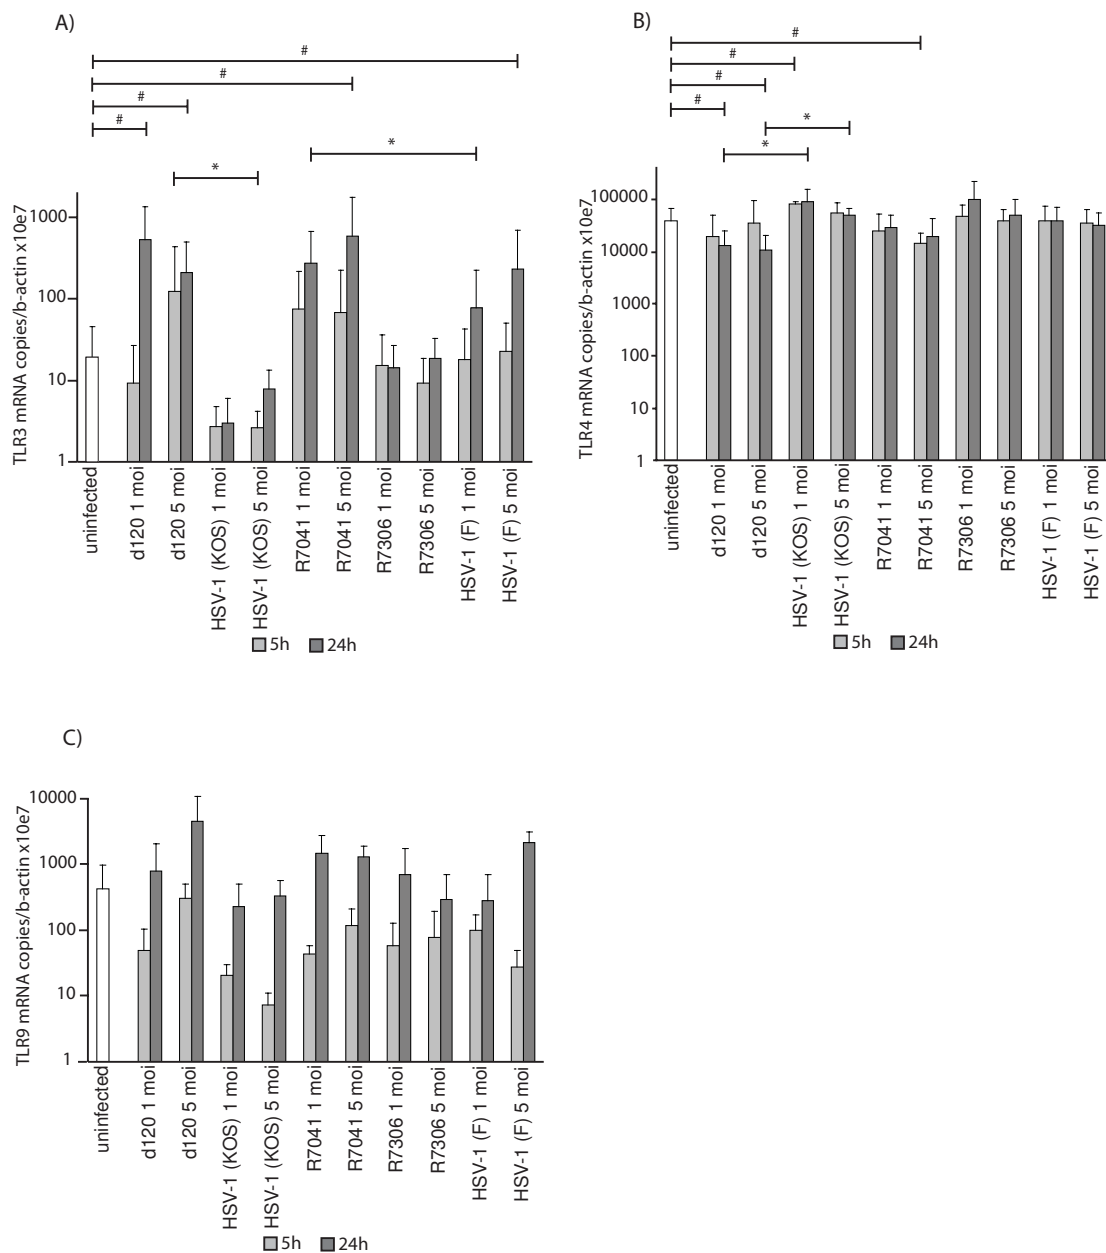 A)
#
#
#
#
*
*
TLR3 mRNA copies/b-actin x10e7
1000
100
10
1
uninfected
d120 1 moi
d120 5 moi
HSV-1 (KOS) 1 moi
HSV-1 (KOS) 5 moi
R7041 1 moi
R7041 5 moi
R7306 1 moi
R7306 5 moi
HSV-1 (F) 1 moi
HSV-1 (F) 5 moi
5h 24h
B)
#
#
#
#
*
*
TLR4 mRNA copies/b-actin x10e7
100000
10000
1000
100
10
1
uninfected
d120 1 moi
d120 5 moi
HSV-1 (KOS) 1 moi
HSV-1 (KOS) 5 moi
R7041 1 moi
R7041 5 moi
R7306 1 moi
R7306 5 moi
HSV-1 (F) 1 moi
HSV-1 (F) 5 moi
5h 24h
C)
TLR9 mRNA copies/b-actin x10e7
10000
1000
100
10
1
uninfected
d120 1 moi
d120 5 moi
HSV-1 (KOS) 1 moi
HSV-1 (KOS) 5 moi
R7041 1 moi
R7041 5 moi
R7306 1 moi
R7306 5 moi
HSV-1 (F) 1 moi
HSV-1 (F) 5 moi
5h 24h